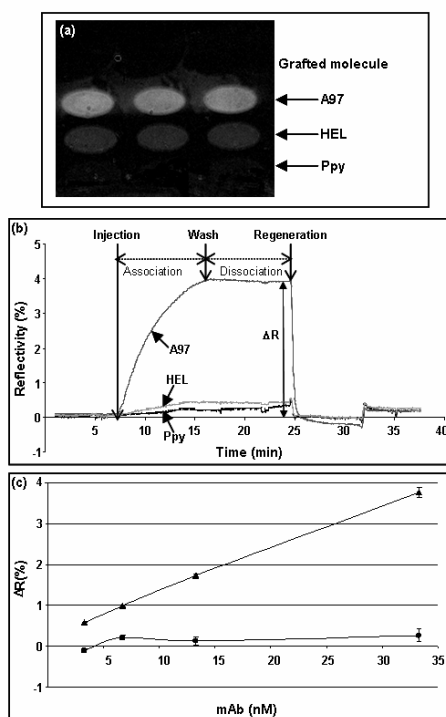 (a)
Grafted molecule
A97
HEL
Ppy
(b)
Injection Wash Regeneration
Association Dissociation
Reflectivity (%)
5
4
3
2
1
0
-1
A97
HEL
Ppy
ΔR
5 10 15 20 25 30 35 40
Time (min)
(c)
ΔR(%)
4
3
2
1
0
-1
0 5 10 15 20 25 30 35
mAb (nM)